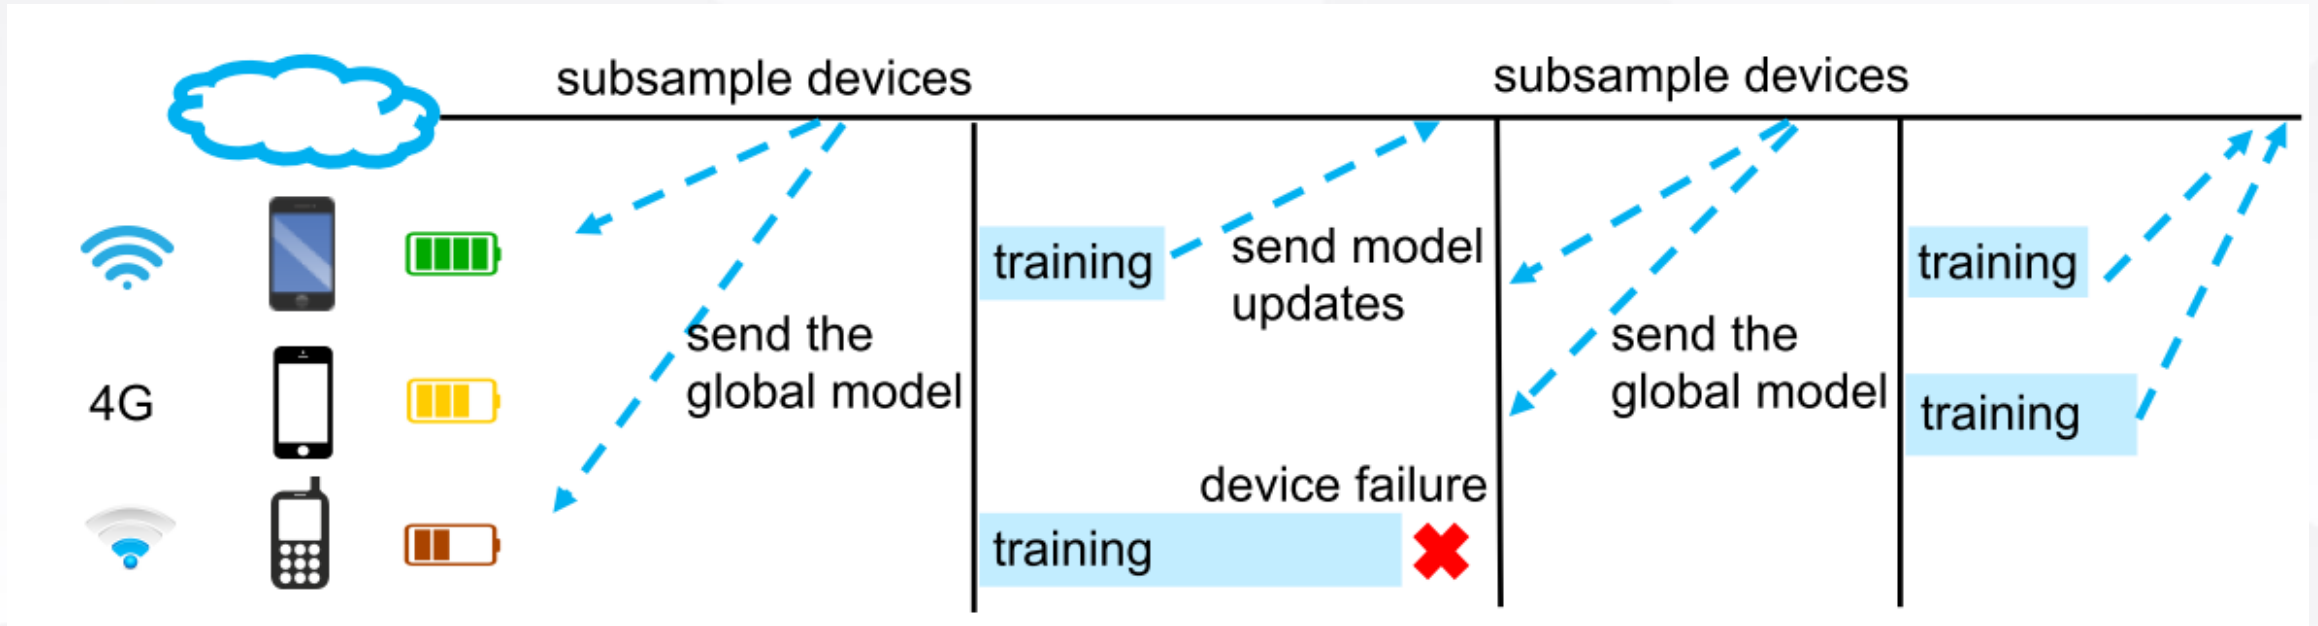 subsample devices
subsample devices
training
send model
updates
training
send the
global model
send the
global model
4G
training
device failure
training